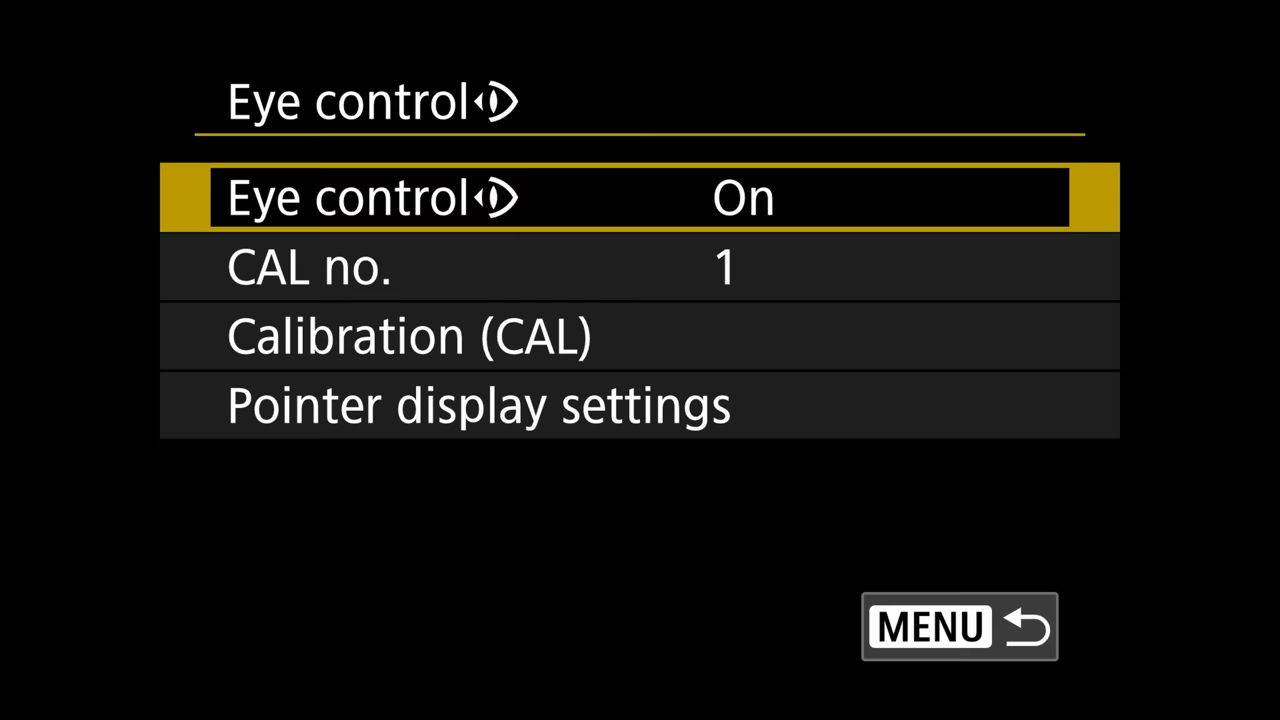 Eye control
Eye control On
CAL no. 1
Calibration (CAL)
Pointer display settings
MENU